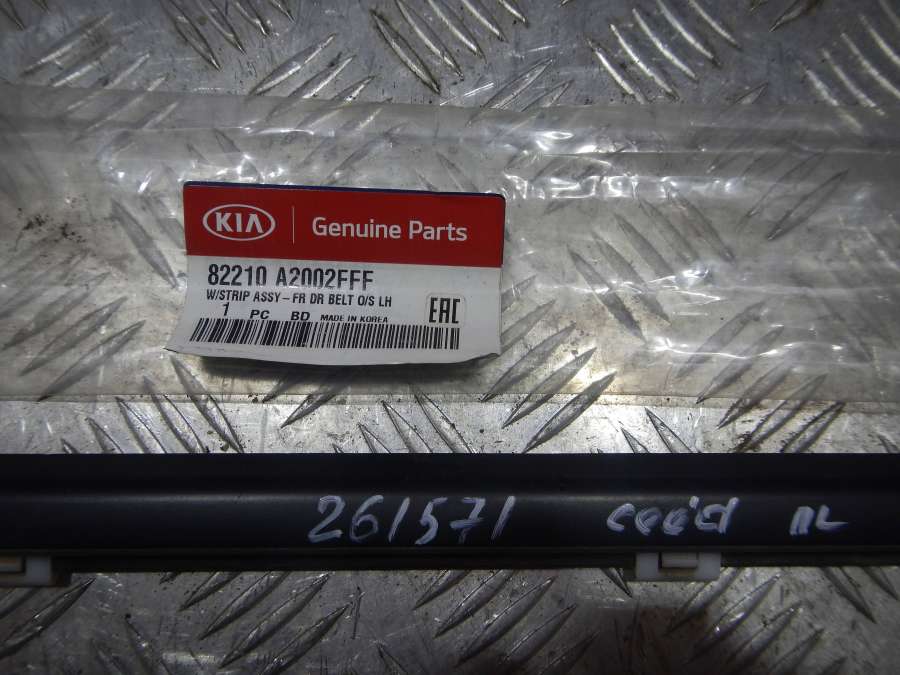 KIA Genuine Parts
82210 A2002FFF
W/STRIP ASSY-FR DR BELT O/S LH
1 PC BD MADE IN KOREA
EAC
261571 cee'd ПL